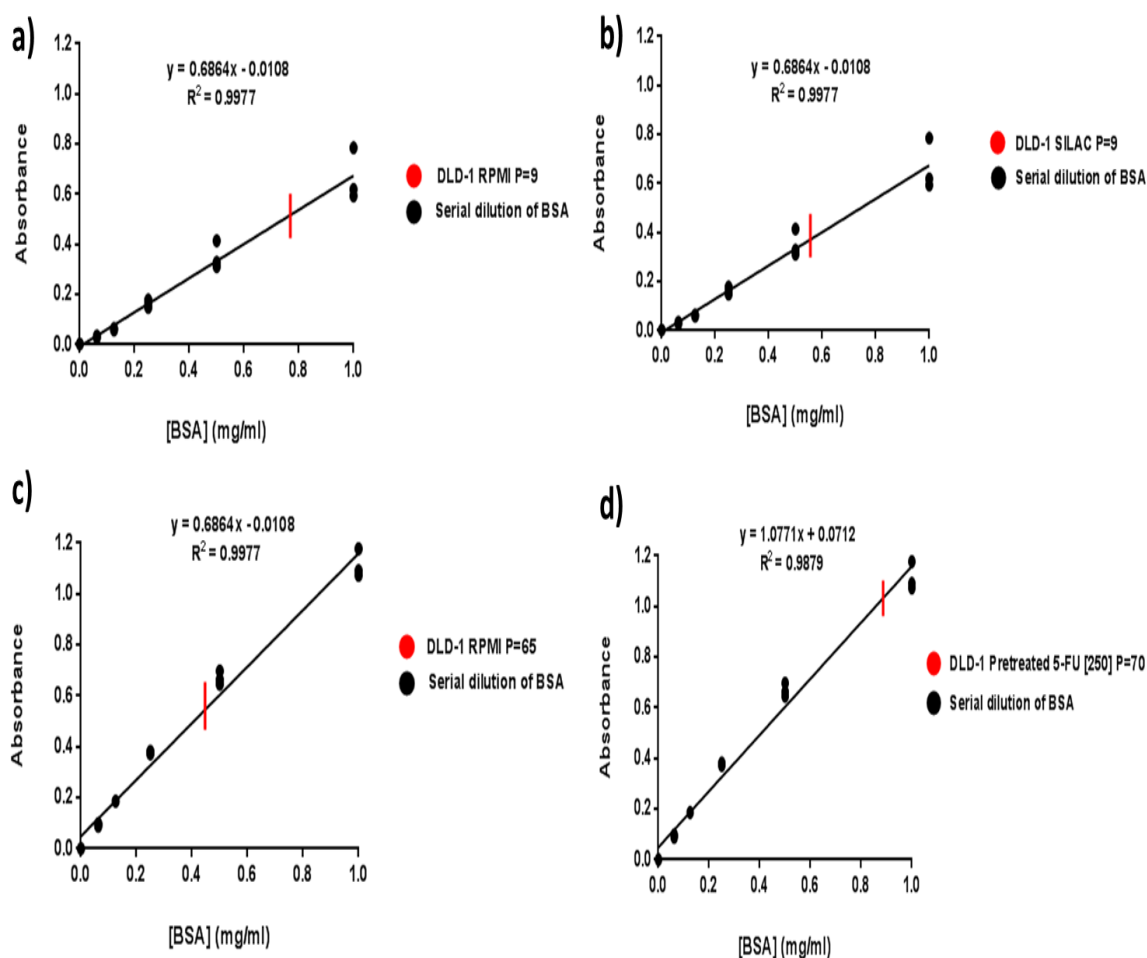 a)
y = 0.6864x - 0.0108
R² = 0.9977
1.2
1.0
0.8
0.6
0.4
0.2
0.0
Absorbance
0.0 0.2 0.4 0.6 0.8 1.0
[BSA] (mg/ml)
DLD-1 RPMI P=9
Serial dilution of BSA
b)
y = 0.6864x - 0.0108
R² = 0.9977
1.2
1.0
0.8
0.6
0.4
0.2
0.0
Absorbance
0.0 0.2 0.4 0.6 0.8 1.0
[BSA] (mg/ml)
DLD-1 SILAC P=9
Serial dilution of BSA
c)
y = 0.6864x - 0.0108
R² = 0.9977
1.2
1.0
0.8
0.6
0.4
0.2
0.0
Absorbance
0.0 0.2 0.4 0.6 0.8 1.0
[BSA] (mg/ml)
DLD-1 RPMI P=65
Serial dilution of BSA
d)
y = 1.0771x + 0.0712
R² = 0.9879
1.2
1.0
0.8
0.6
0.4
0.2
0.0
Absorbance
0.0 0.2 0.4 0.6 0.8 1.0
[BSA] (mg/ml)
DLD-1 Pretreated 5-FU [250] P=70
Serial dilution of BSA